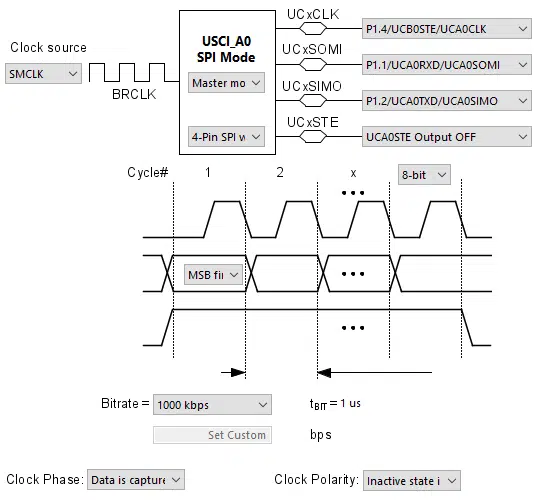 Clock source
SMCLK
BRCLK
USCI_A0
SPI Mode
Master mo
4-Pin SPI w
UCxCLK
P1.4/UCB0STE/UCA0CLK
UCxSOMI
P1.1/UCA0RXD/UCA0SOMI
UCxSIMO
P1.2/UCA0TXD/UCA0SIMO
UCxSTE
UCA0STE Output OFF
Cycle# 1 2 x 8-bit
MSB fir
Bitrate = 1000 kbps tBIT = 1 us
Set Custom bps
Clock Phase: Data is capture
Clock Polarity: Inactive state i